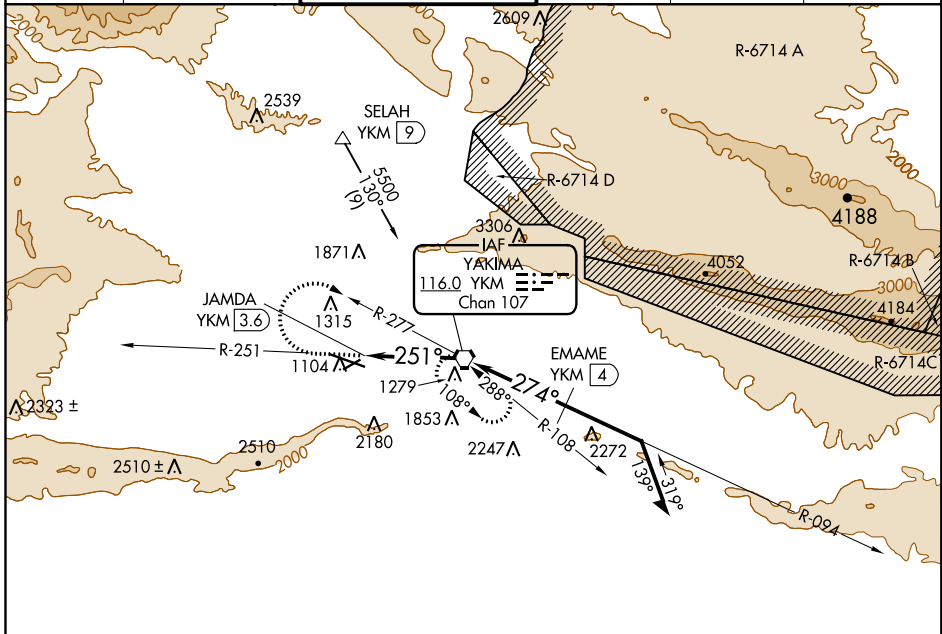 2609
R-6714 A
2539
SELAH
YKM 9
2000
5500
130°
(9)
R-6714 D
3000
4188
3306
IAF
YAKIMA
116.0 YKM
Chan 107
1871
4052
R-6714 B
3000
4184
JAMDA
YKM 3.6
1315
R-277
R-251
1104
251°
EMAME
YKM 4
R-6714C
1279
108°
288°
274°
2323 ±
1853
R-108
2180
2272
2247
2510
2510 ±
2000
139°
319°
R-094